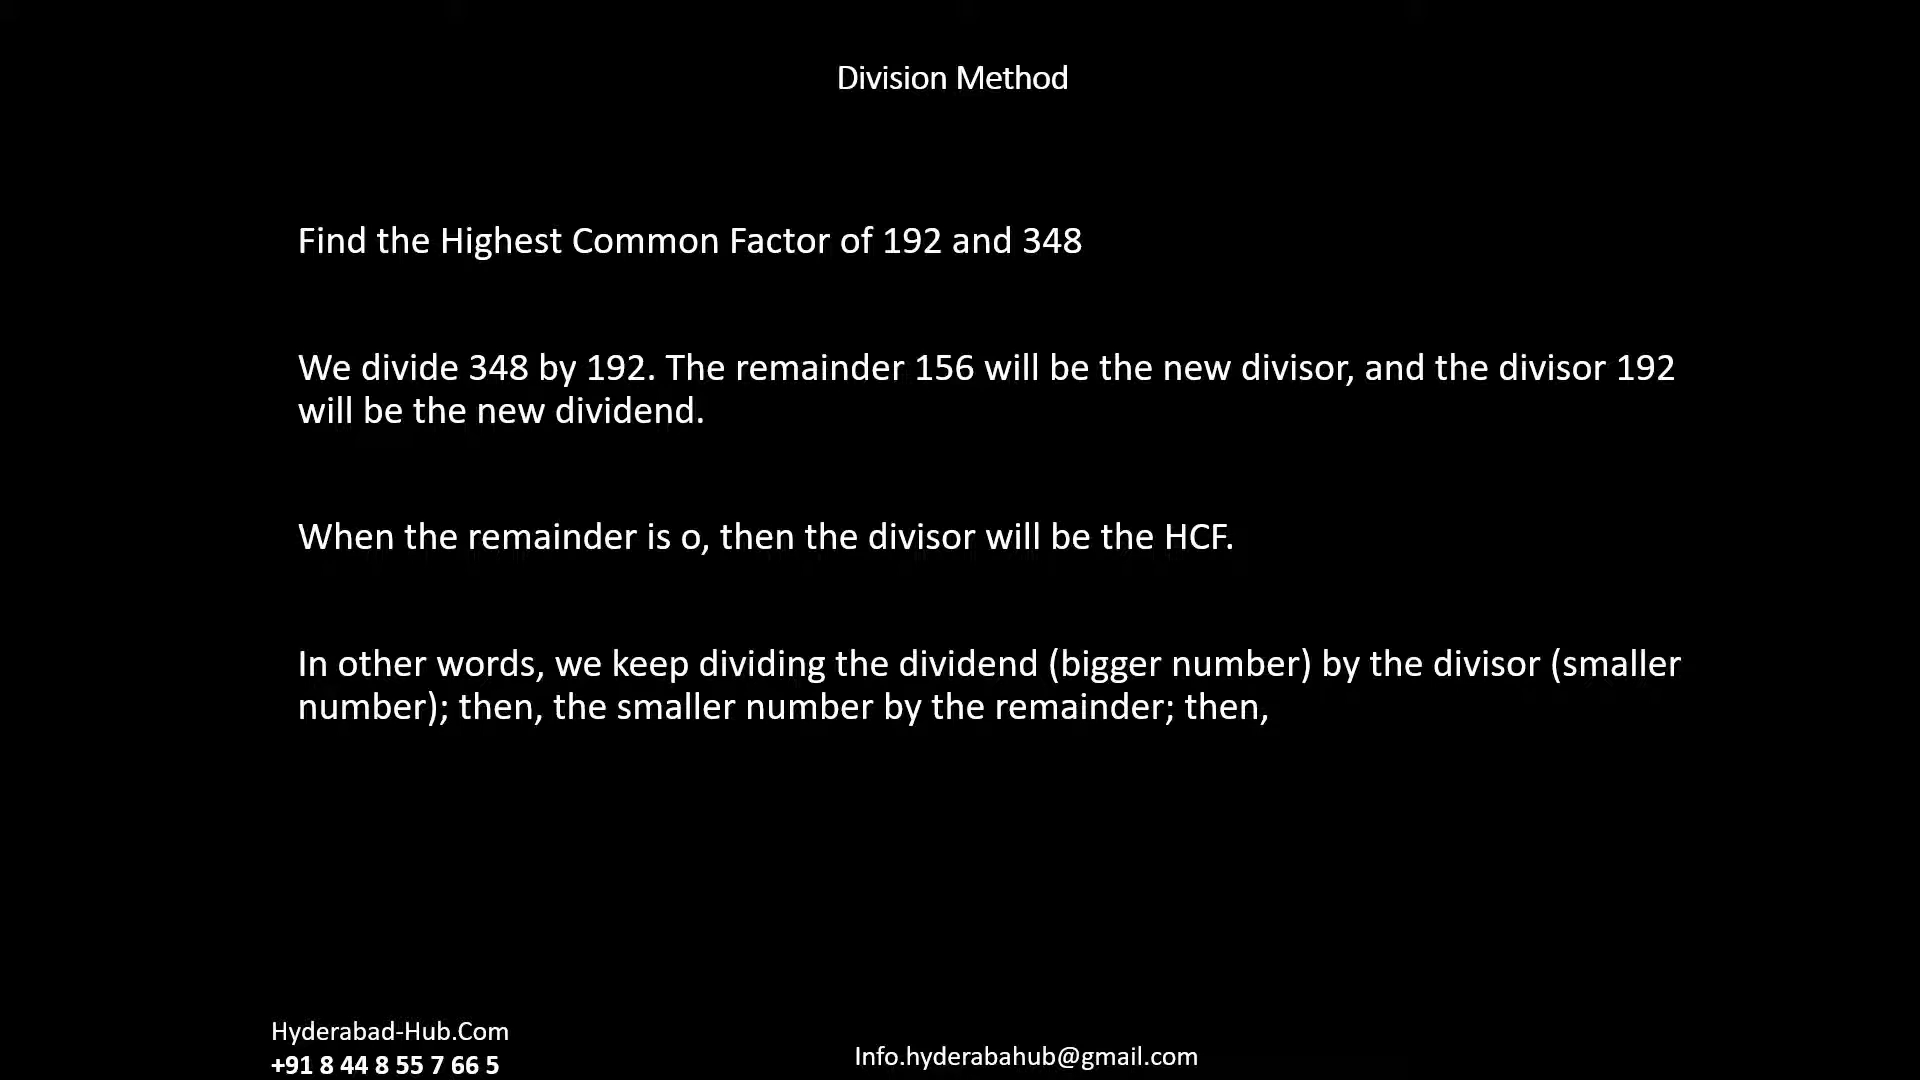 Division Method
Find the Highest Common Factor of 192 and 348
We divide 348 by 192. The remainder 156 will be the new divisor, and the divisor 192
will be the new dividend.
When the remainder is o, then the divisor will be the HCF.
In other words, we keep dividing the dividend (bigger number) by the divisor (smaller
number); then, the smaller number by the remainder; then,
Hyderabad-Hub.Com
+91 8 44 8 55 7 66 5
Info.hyderabahub@gmail.com